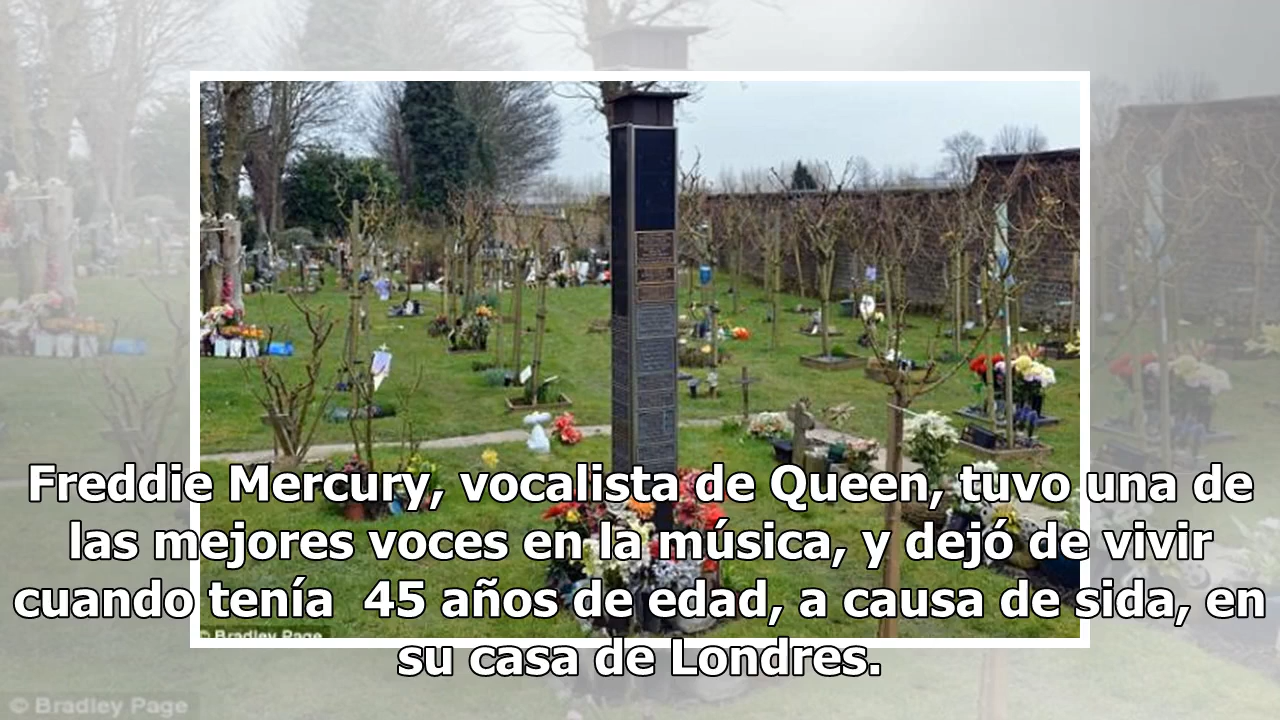 Freddie Mercury, vocalista de Queen, tuvo una de
las mejores voces en la música, y dejó de vivir
cuando tenía  45 años de edad, a causa de sida, en
su casa de Londres.
© Bradley Page
© Bradley Page